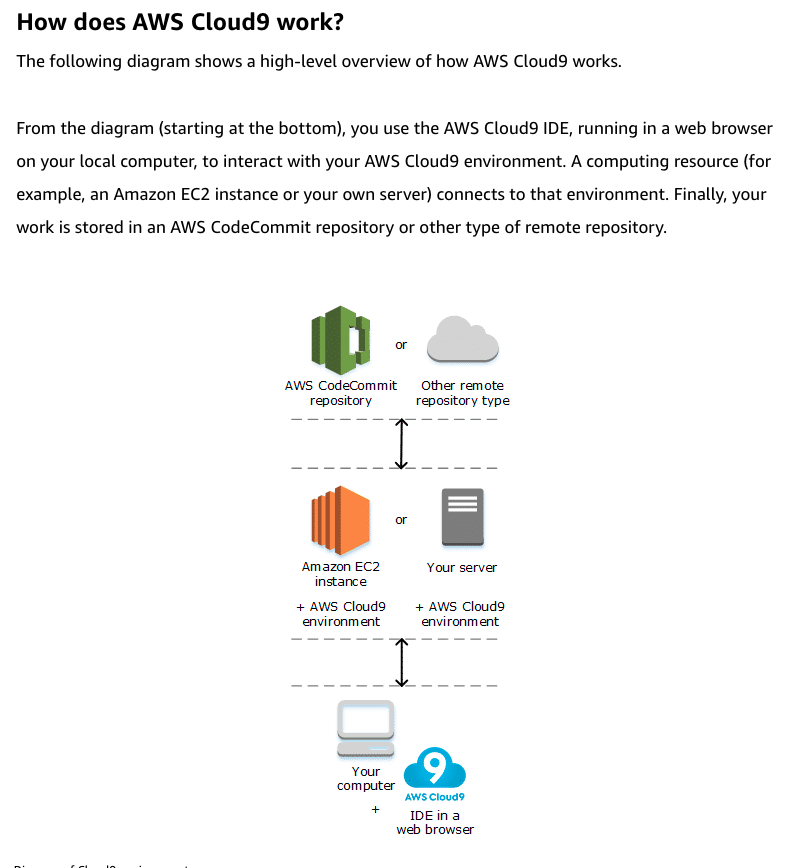 How does AWS Cloud9 work?
The following diagram shows a high-level overview of how AWS Cloud9 works.
From the diagram (starting at the bottom), you use the AWS Cloud9 IDE, running in a web browser
on your local computer, to interact with your AWS Cloud9 environment. A computing resource (for
example, an Amazon EC2 instance or your own server) connects to that environment. Finally, your
work is stored in an AWS CodeCommit repository or other type of remote repository.
or
AWS CodeCommit
repository
Other remote
repository type
or
Amazon EC2
instance
Your server
+ AWS Cloud9
environment
+ AWS Cloud9
environment
Your
computer
+
9
AWS Cloud9
IDE in a
web browser